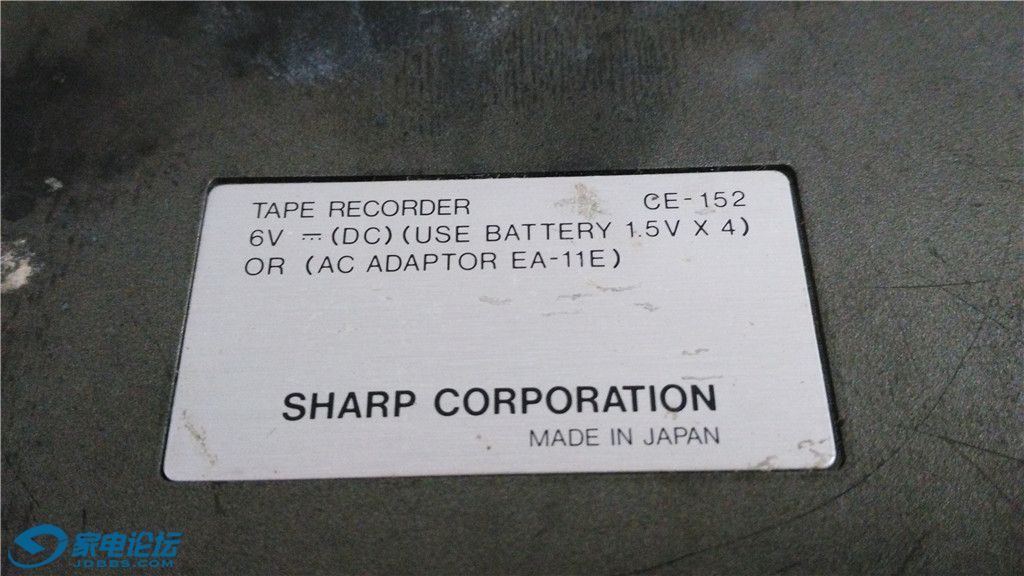 TAPE RECORDER CE-152
6V ⎓ (DC) (USE BATTERY 1.5V X 4)
OR (AC ADAPTOR EA-11E)
SHARP CORPORATION
MADE IN JAPAN
家电论坛
JDBBS.COM